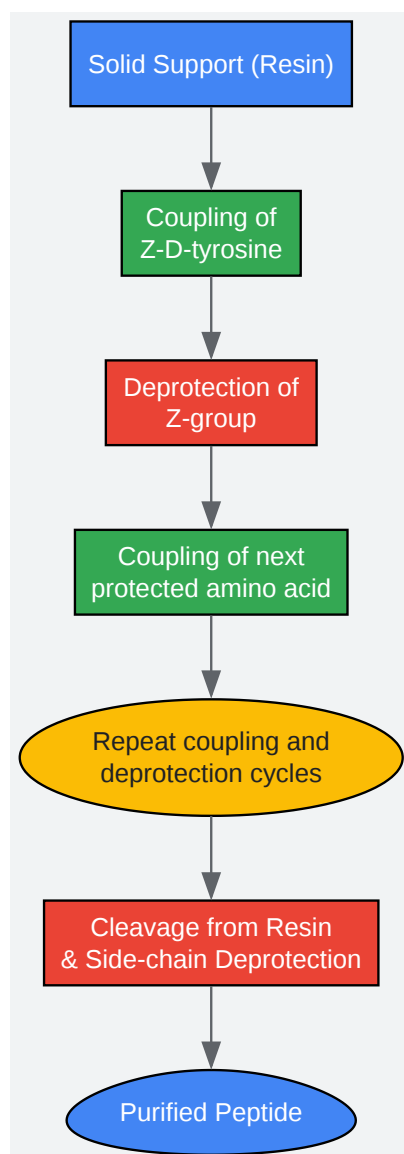 Solid Support (Resin)
Coupling of
Z-D-tyrosine
Deprotection of
Z-group
Coupling of next
protected amino acid
Repeat coupling and
deprotection cycles
Cleavage from Resin
& Side-chain Deprotection
Purified Peptide